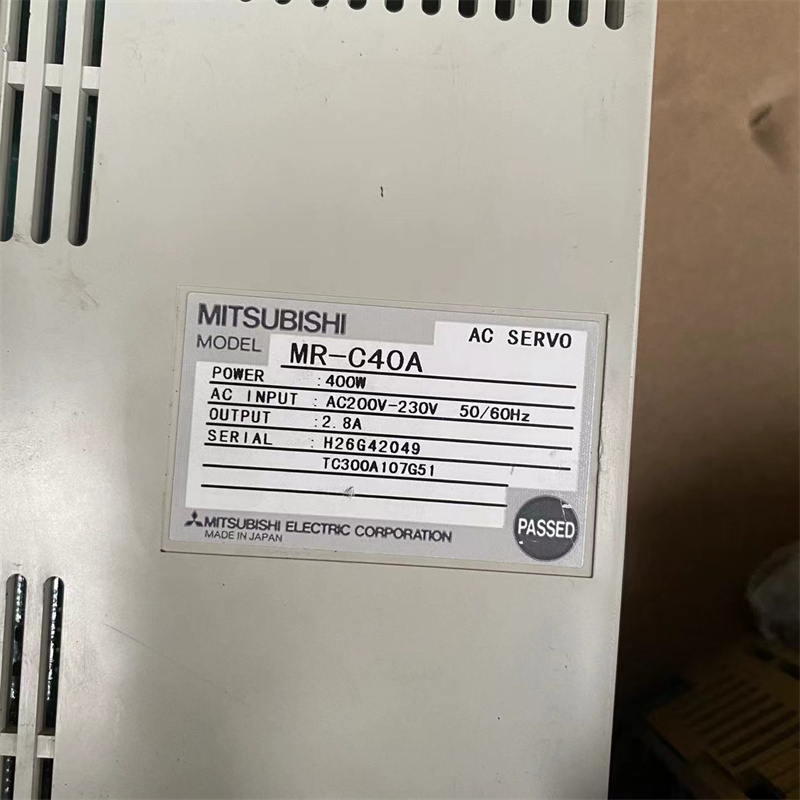 MITSUBISHI
AC SERVO
MODEL MR-C40A
POWER : 400W
AC INPUT : AC200V-230V 50/60Hz
OUTPUT : 2.8A
SERIAL : H26G42049
TC300A107G51
PASSED
MITSUBISHI ELECTRIC CORPORATION
MADE IN JAPAN